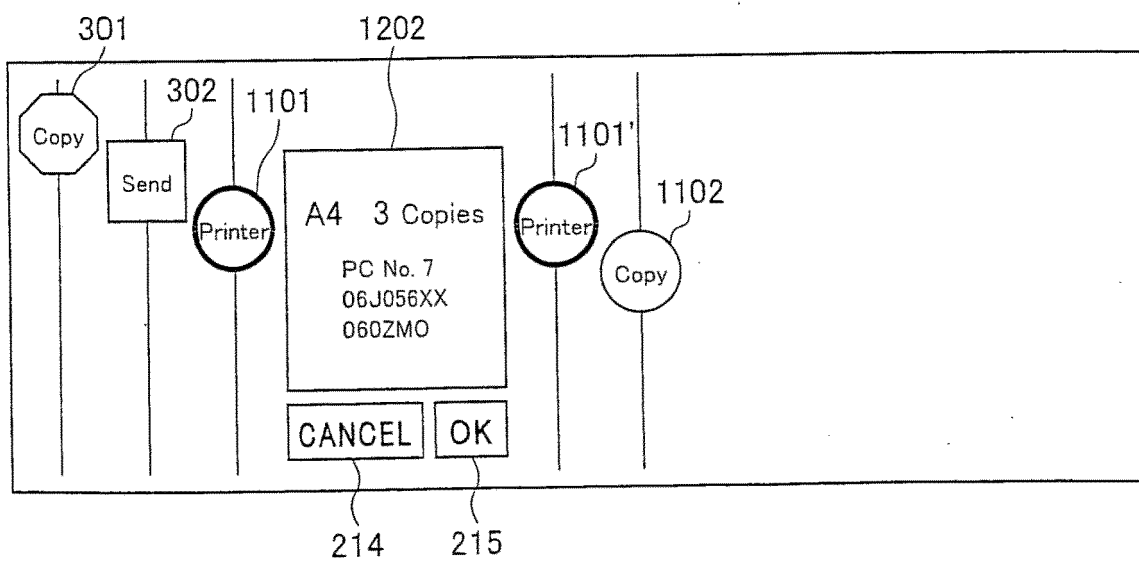 301
1202
302
1101
1101'
1102
Copy
Send
Printer
A4 3 Copies
PC No. 7
06J056XX
060ZMO
Printer
Copy
CANCEL
OK
214
215